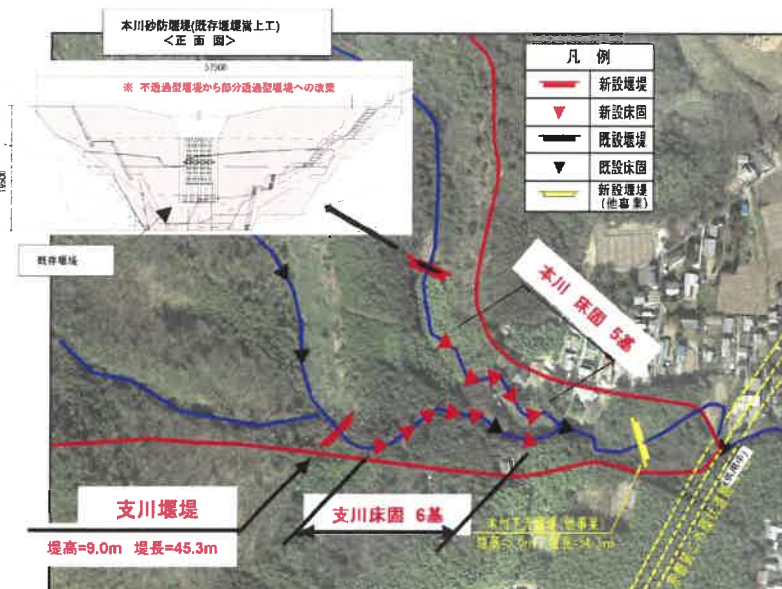 本川砂防堰堤(既存堰堤嵩上工)
＜正 面 図＞
57500
※ 不透過型堰堤から部分透過型堰堤への改築
19500
既存堰堤
凡 例
新設堰堤
新設床固
既設堰堤
既設床固
新設堰堤
(他事業)
本川 床固 5基
支川堰堤
堤高=9.0m 堤長=45.3m
支川床固 6基
(供用中)